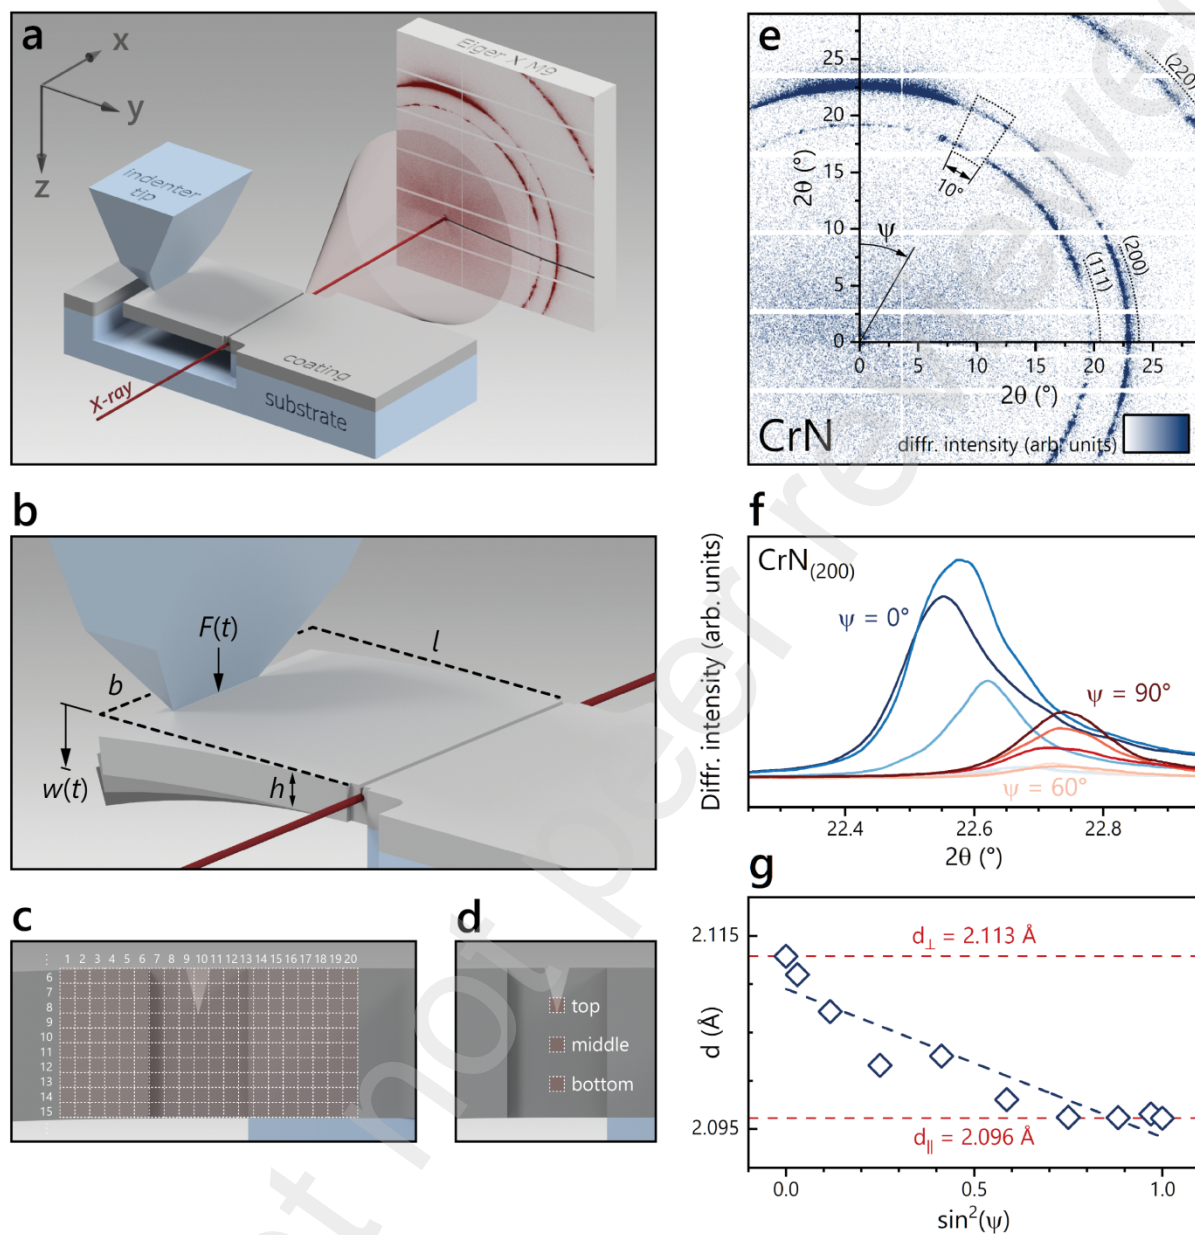 a
x
y
z
indenter
tip
Eiger X M9
X-ray
coating
substrate
b
F(t)
l
b
w(t)
h
c
1 2 3 4 5 6 7 8 9 10 11 12 13 14 15 16 17 18 19 20
6
7
8
9
10
11
12
13
14
15
d
top
middle
bottom
e
25
20
15
10
5
0
2θ (°)
10°
ψ
(220)
(111)
(200)
0 5 10 15 20 25
2θ (°)
CrN
diffr. intensity (arb. units)
f
CrN(200)
Diffr. intensity (arb. units)
ψ = 0°
ψ = 90°
ψ = 60°
22.4 22.6 22.8
2θ (°)
g
2.115
d⊥ = 2.113 Å
d (Å)
2.095
d|| = 2.096 Å
0.0 0.5 1.0
sin²(ψ)
not peer reviewe